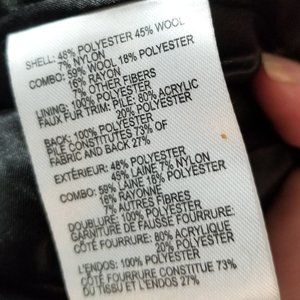 SHELL: 48% POLYESTER 45% WOOL
7% NYLON
COMBO: 59% WOOL 18% POLYESTER
16% RAYON
7% OTHER FIBERS
LINING: 100% POLYESTER
FAUX FUR TRIM: PILE: 80% ACRYLIC
20% POLYESTER
BACK: 100% POLYESTER
PILE CONSTITUTES 73% OF
FABRIC AND BACK 27%
EXTÉRIEUR: 48% POLYESTER
45% LAINE 7% NYLON
COMBO: 59% LAINE 18% POLYESTER
16% RAYONNE
7% AUTRES FIBRES
DOUBLURE: 100% POLYESTER
GARNITURE DE FAUSSE FOURRURE:
CÔTÉ FOURRURE: 80% ACRYLIQUE
20% POLYESTER
L'ENDOS: 100% POLYESTER
CÔTÉ FOURRURE CONSTITUE 73%
DU TISSU ET L'ENDOS 27%